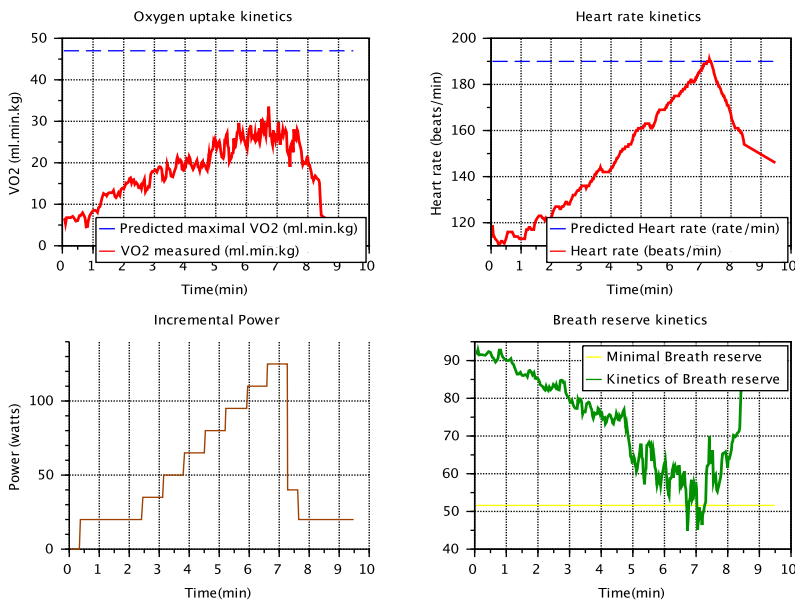 Oxygen uptake kinetics
50
40
30
20
10
0
VO2 (ml.min.kg)
Predicted maximal VO2 (ml.min.kg)
VO2 measured (ml.min.kg)
0 1 2 3 4 5 6 7 8 9 10
Time(min)
Heart rate kinetics
200
180
160
140
120
Heart rate (beats/min)
Predicted Heart rate (rate/min)
Heart rate (beats/min)
0 1 2 3 4 5 6 7 8 9 10
Time(min)
Incremental Power
100
50
0
Power (watts)
0 1 2 3 4 5 6 7 8 9 10
Time(min)
Breath reserve kinetics
90
80
70
60
50
40
Minimal Breath reserve
Kinetics of Breath reserve
0 1 2 3 4 5 6 7 8 9 10
Time(min)